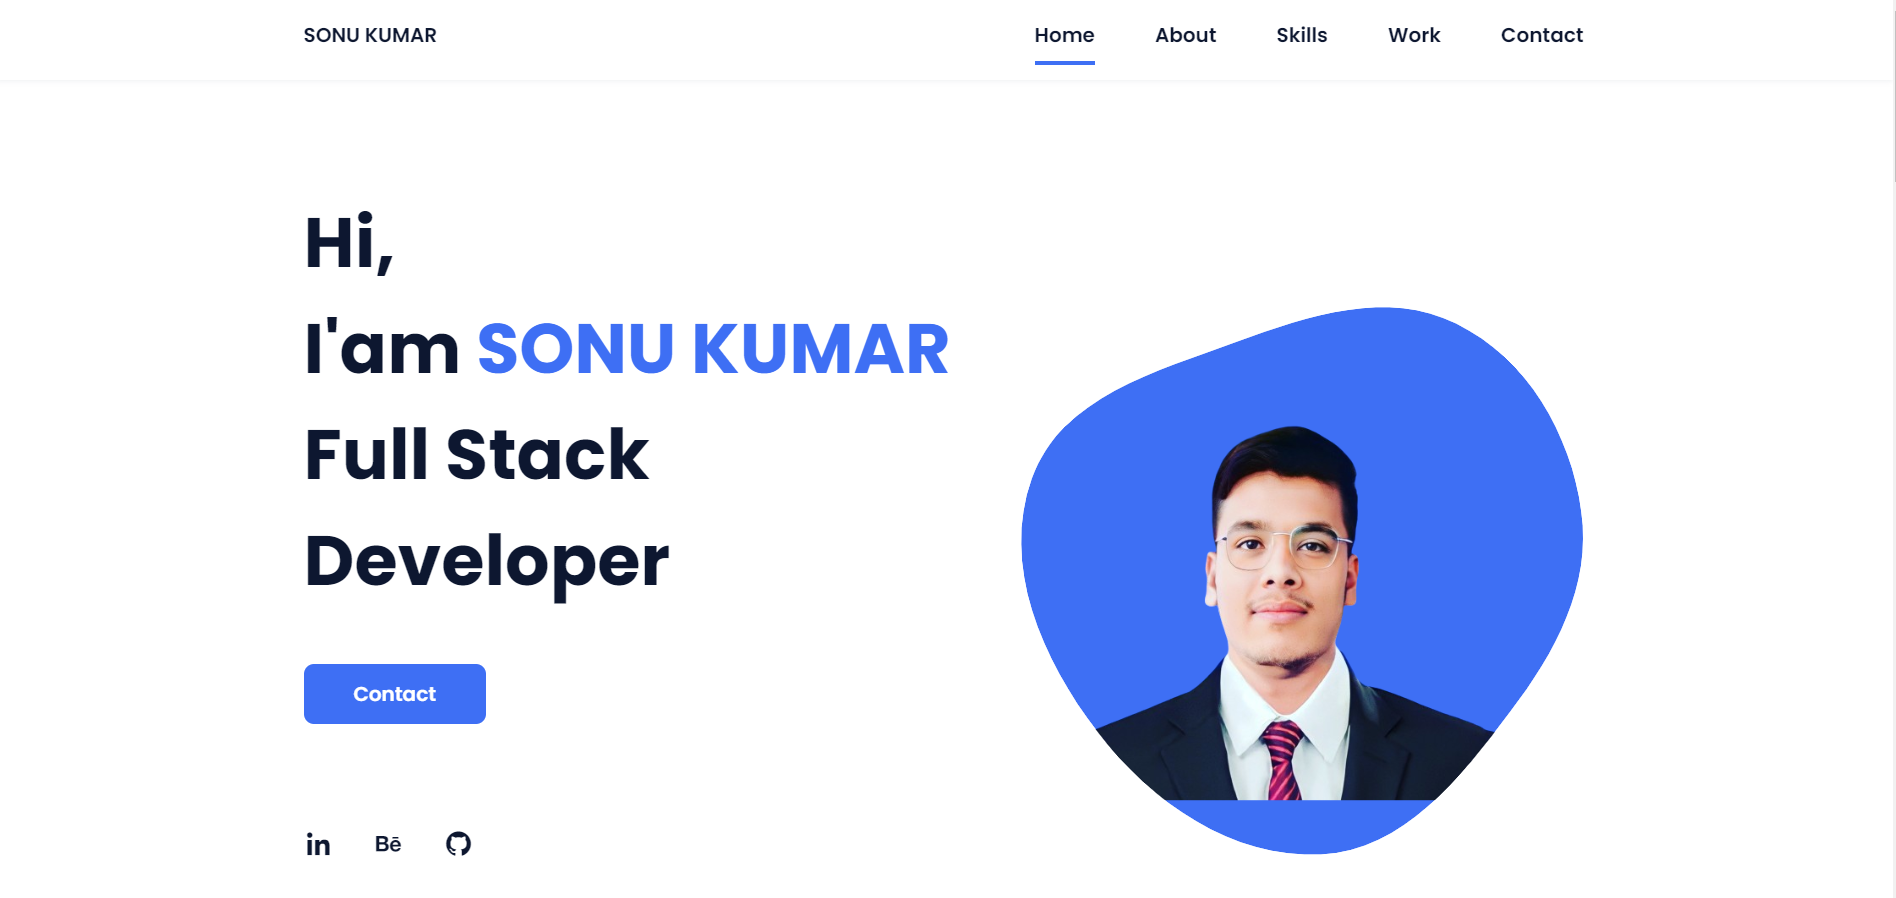 SONU KUMAR
Home About Skills Work Contact
Hi,
I'am SONU KUMAR
Full Stack
Developer
Contact
in Bē